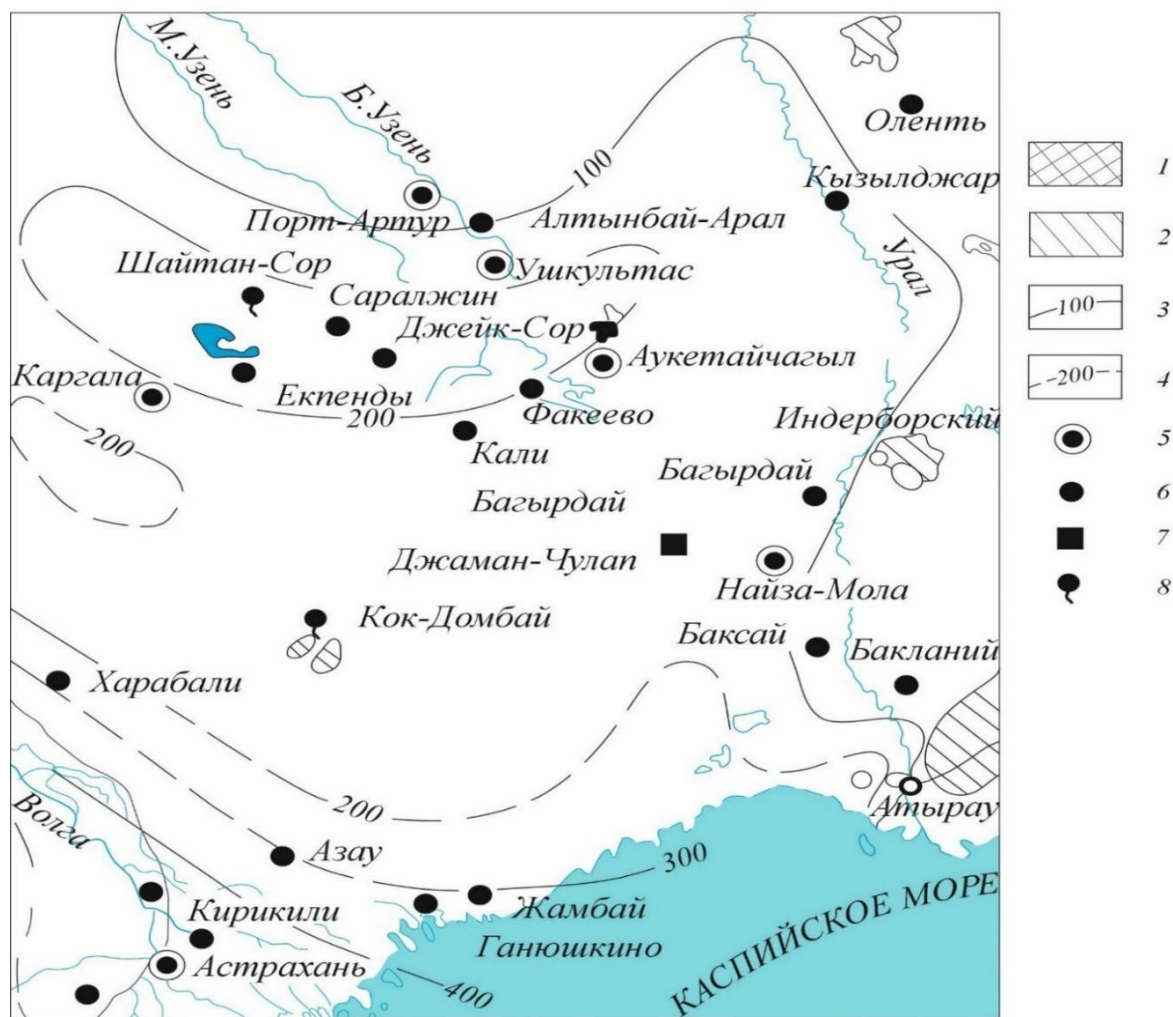 М.Узень
Б.Узень
Оленть
100
Кызылджар
Порт-Артур
Алтынбай-Арал
Урал
Шайтан-Сор
Ушкультас
Саралжин
Джейк-Сор
Аукетайчагыл
Каргала
Екпенды
Факеево
200
200
Индерборский
Кали
Багырдай
Багырдай
Джаман-Чулап
Найза-Мола
Кок-Домбай
Баксай
Бакланий
Харабали
Волга
200
Атырау
Азау
300
Кирикили
Жамбай
Ганюшкино
Астрахань
400
КАСПИЙСКОЕ МОРЕ
1
2
100
3
200
4
5
6
7
8